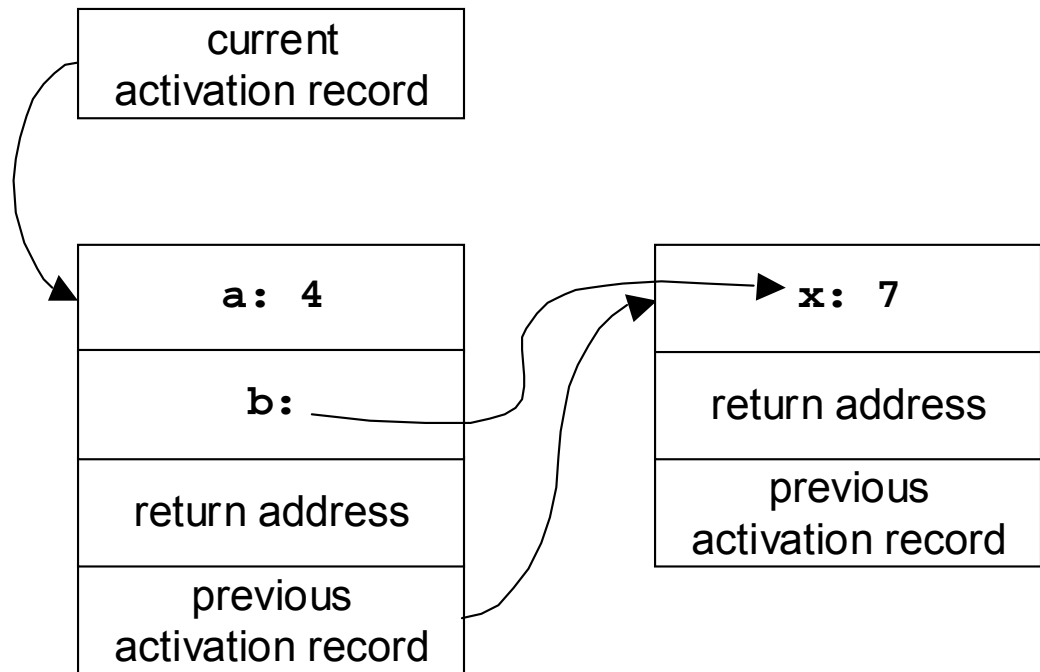 current
activation record
a: 4
b:
return address
previous
activation record
x: 7
return address
previous
activation record